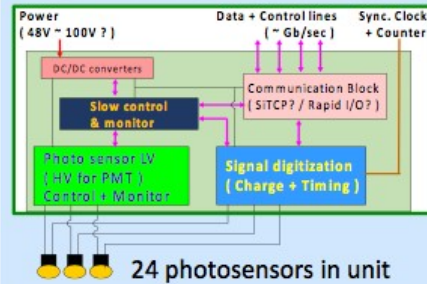 Power
( 48V ~ 100V ? )
Data + Control lines
( ~ Gb/sec )
Sync. Clock
+ Counter
DC/DC converters
Communication Block
( SiTCP? / Rapid I/O? )
Slow control
& monitor
Photo sensor LV
( HV for PMT )
Control + Monitor
Signal digitization
( Charge + Timing )
24 photosensors in unit